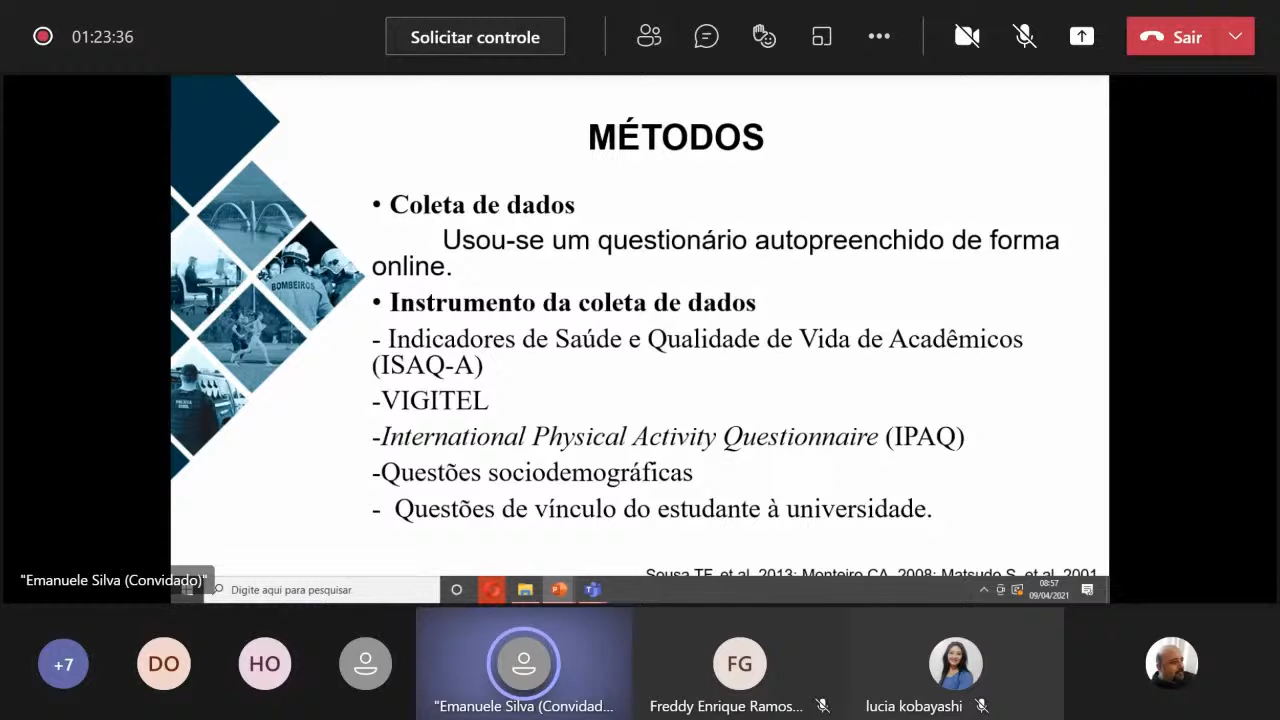 01:23:36
Solicitar controle
Sair
MÉTODOS
• Coleta de dados
Usou-se um questionário autopreenchido de forma
online.
• Instrumento da coleta de dados
- Indicadores de Saúde e Qualidade de Vida de Acadêmicos
(ISAQ-A)
-VIGITEL
-International Physical Activity Questionnaire (IPAQ)
-Questões sociodemográficas
- Questões de vínculo do estudante à universidade.
Sousa TF, et al, 2013; Monteiro CA, 2008; Matsudo S, et al, 2001
BOMBEIROS
"Emanuele Silva (Convidado)"
Digite aqui para pesquisar
08:57
09/04/2021
+7
DO
HO
FG
"Emanuele Silva (Convidad...
Freddy Enrique Ramos...
lucia kobayashi